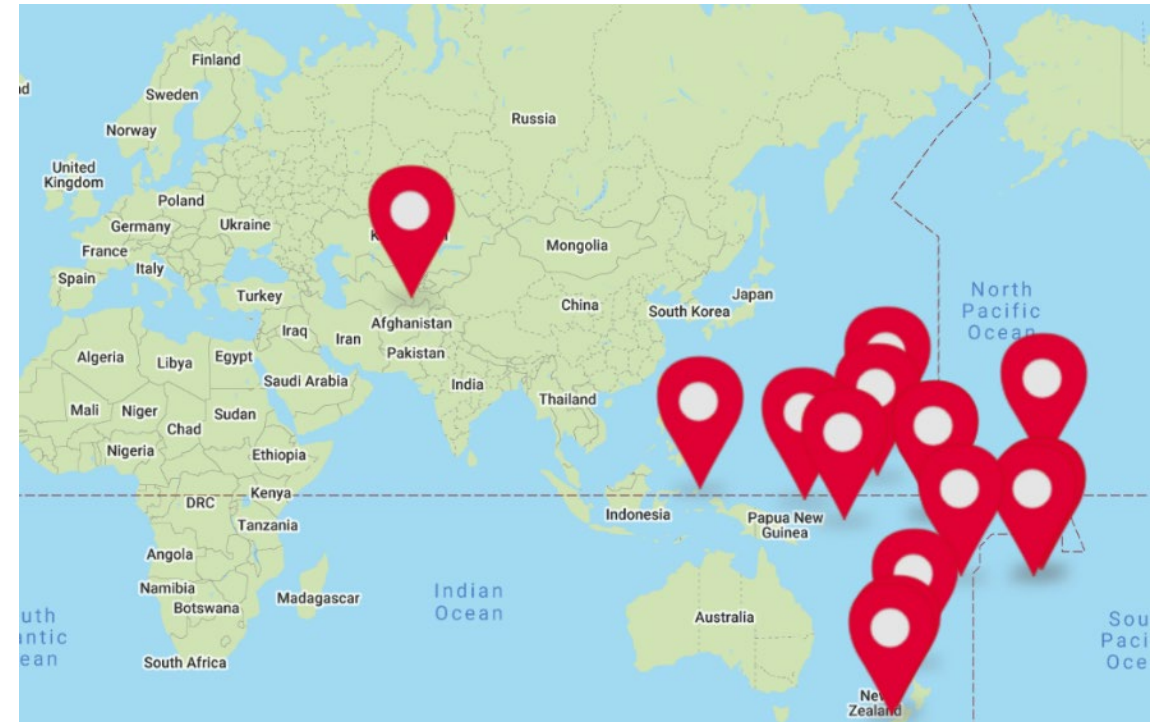 Finland
Sweden
Norway
Russia
United
Kingdom
Poland
Germany
Ukraine
France
Italy
Spain
Mongolia
Turkey
China
Japan
South Korea
Iraq
Iran
Afghanistan
Pakistan
North
Pacific
Ocean
Algeria
Libya
Egypt
Saudi Arabia
India
Thailand
Mali
Niger
Chad
Sudan
Nigeria
Ethiopia
DRC
Kenya
Tanzania
Indonesia
Papua New
Guinea
Angola
Namibia
Botswana
Madagascar
Indian
Ocean
Australia
South Africa
uth
antic
ean
Sou
Paci
Oce
Zealand